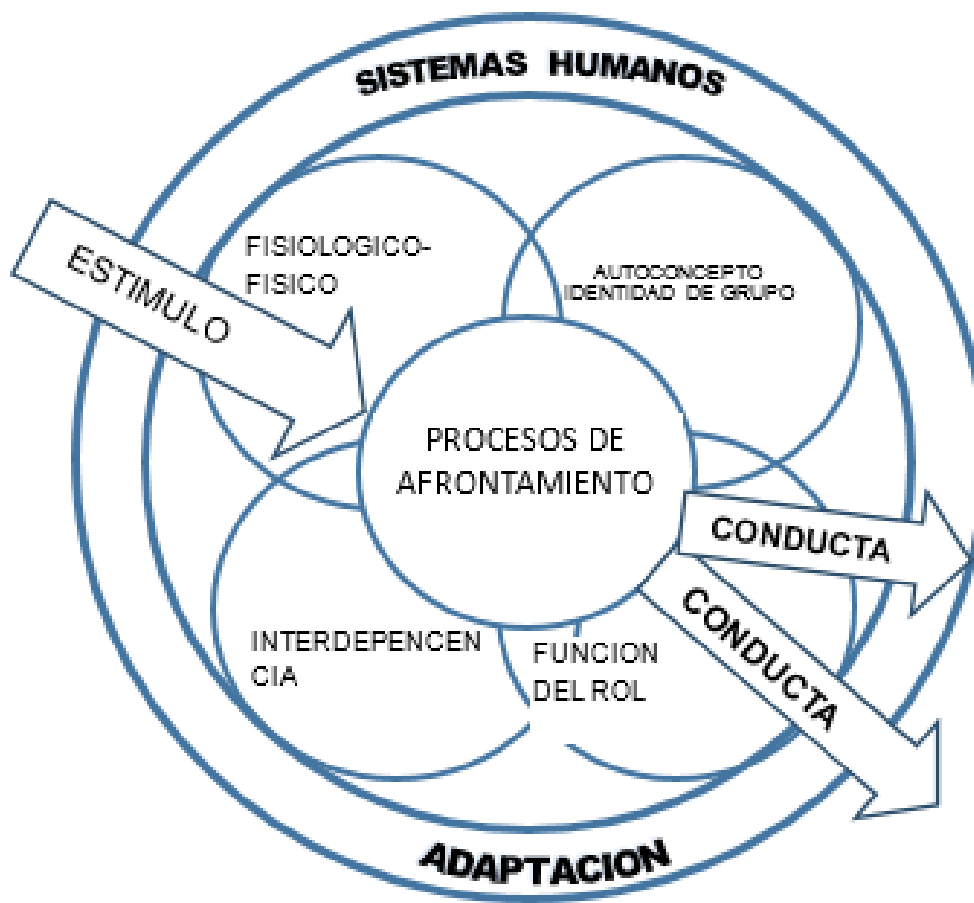 SISTEMAS HUMANOS
ESTIMULO
FISIOLOGICO-
FISICO
AUTOCONCEPTO
IDENTIDAD DE GRUPO
PROCESOS DE
AFRONTAMIENTO
CONDUCTA
CONDUCTA
INTERDEPENCEN
CIA
FUNCION
DEL ROL
ADAPTACION